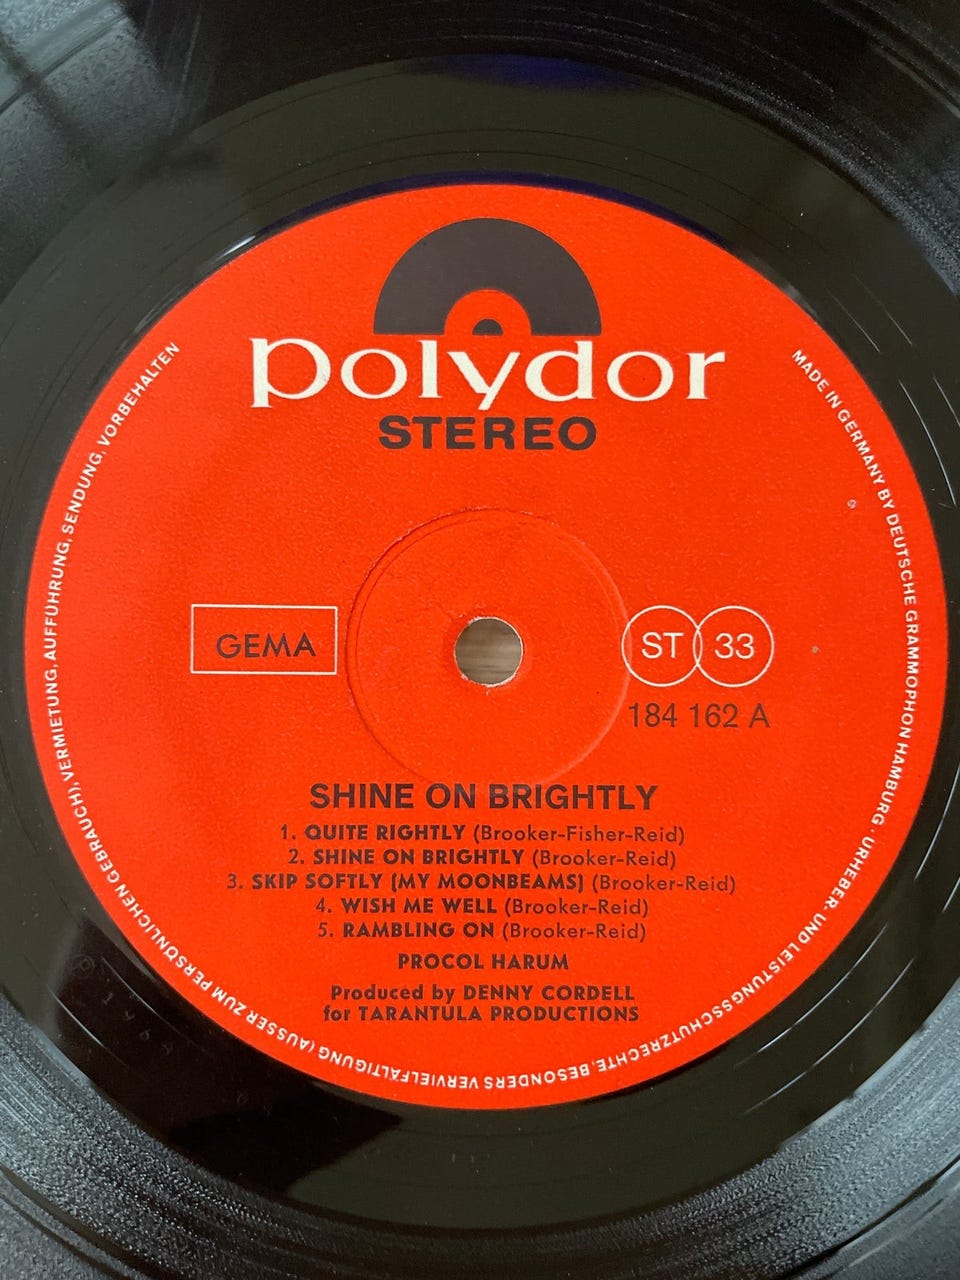 polydor
STEREO
MADE IN GERMANY BY DEUTSCHE GRAMMOPHON HAMBURG · URHEBER- UND LEISTUNGSSCHUTZRECHTE, BESONDERS VERVIELFÄLTIGUNG (AUSSER ZUM PERSÖNLICHEN GEBRAUCH), VERMIETUNG, AUFFÜHRUNG, SENDUNG, VORBEHALTEN
GEMA
ST 33
184 162 A
SHINE ON BRIGHTLY
1. QUITE RIGHTLY (Brooker-Fisher-Reid)
2. SHINE ON BRIGHTLY (Brooker-Reid)
3. SKIP SOFTLY (MY MOONBEAMS) (Brooker-Reid)
4. WISH ME WELL (Brooker-Reid)
5. RAMBLING ON (Brooker-Reid)
PROCOL HARUM
Produced by DENNY CORDELL
for TARANTULA PRODUCTIONS